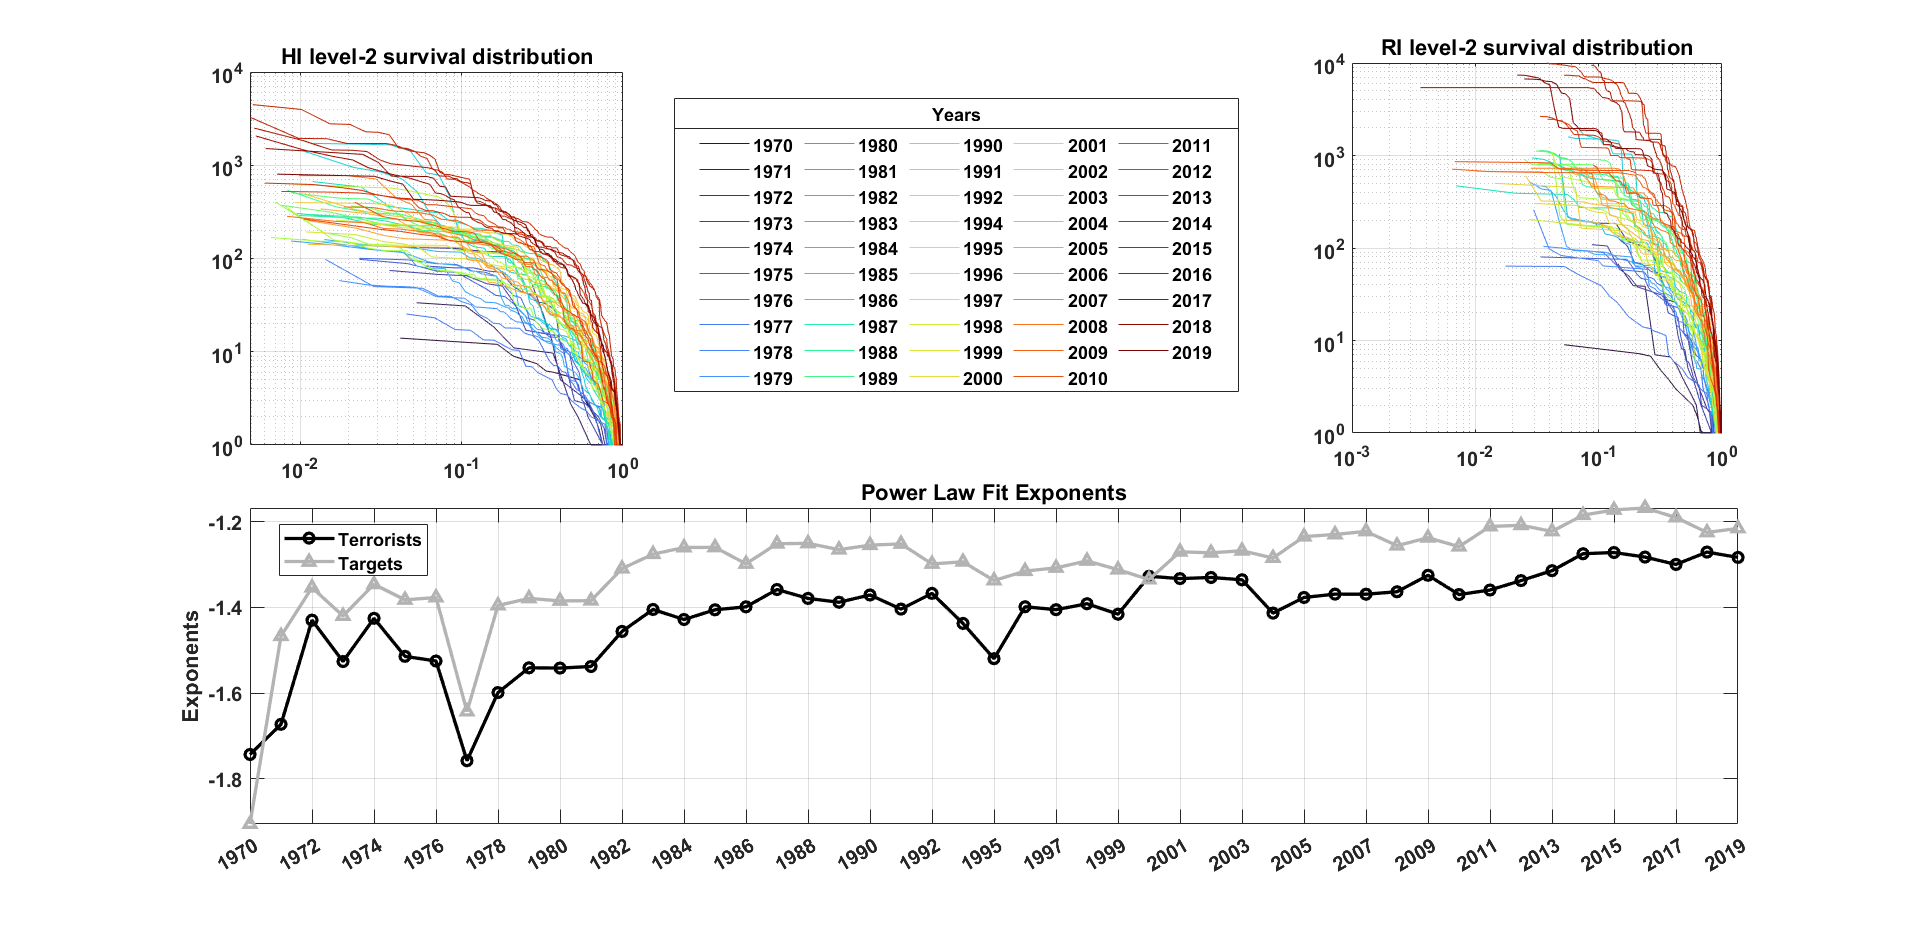 HI level-2 survival distribution
10^4
10^3
10^2
10^1
10^0
10^-2 10^-1 10^0
Years
1970 1980 1990 2001 2011
1971 1981 1991 2002 2012
1972 1982 1992 2003 2013
1973 1983 1994 2004 2014
1974 1984 1995 2005 2015
1975 1985 1996 2006 2016
1976 1986 1997 2007 2017
1977 1987 1998 2008 2018
1978 1988 1999 2009 2019
1979 1989 2000 2010
RI level-2 survival distribution
10^4
10^3
10^2
10^1
10^0
10^-3 10^-2 10^-1 10^0
Power Law Fit Exponents
Exponents
-1.2
-1.4
-1.6
-1.8
Terrorists
Targets
1970 1972 1974 1976 1978 1980 1982 1984 1986 1988 1990 1992 1995 1997 1999 2001 2003 2005 2007 2009 2011 2013 2015 2017 2019